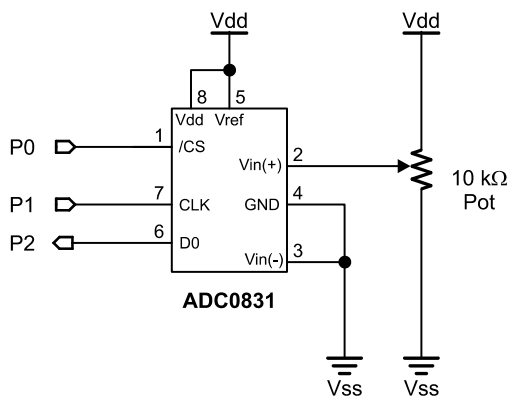 Vdd
Vdd
8
5
Vdd
Vref
P0
1
/CS
Vin(+)
2
10 kΩ
Pot
P1
7
CLK
GND
4
P2
6
D0
Vin(-)
3
ADC0831
Vss
Vss